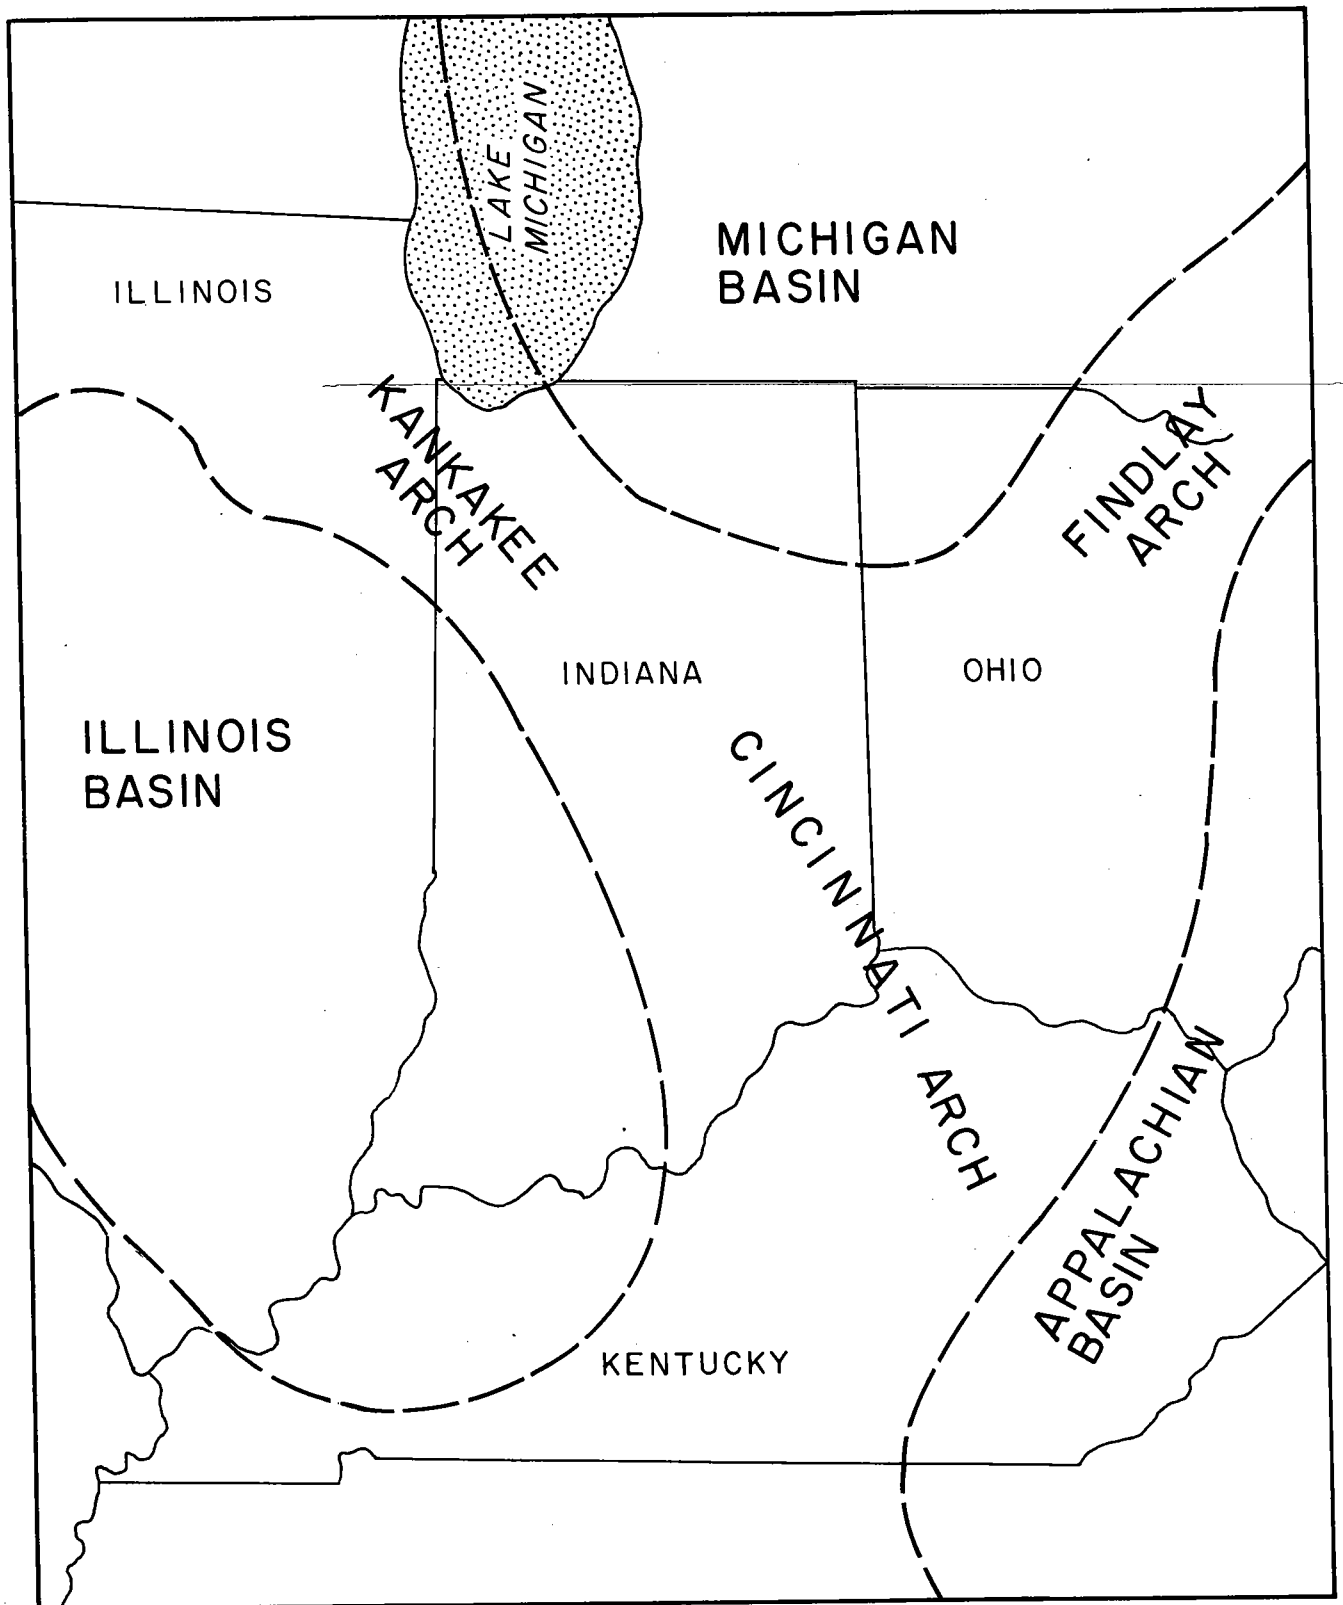 LAKE
MICHIGAN
MICHIGAN
BASIN
ILLINOIS
KANKAKEE
ARCH
FINDLAY
ARCH
INDIANA
OHIO
ILLINOIS
BASIN
CINCINNATI ARCH
APPALACHIAN
BASIN
KENTUCKY